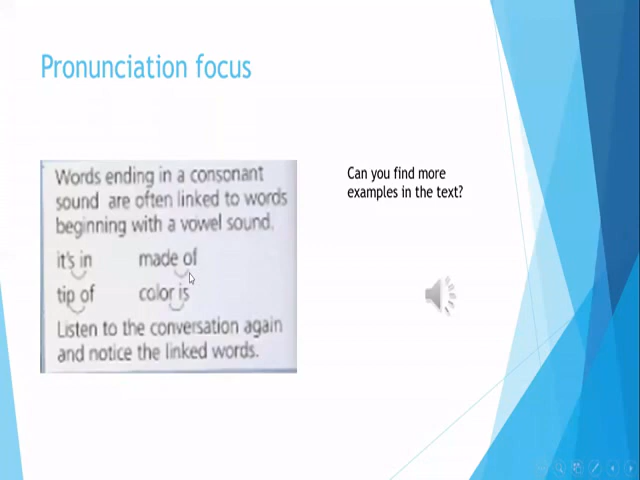 Pronunciation focus
Words ending in a consonant
sound are often linked to words
beginning with a vowel sound.
it's in made of
tip of color is
Listen to the conversation again
and notice the linked words.
Can you find more
examples in the text?